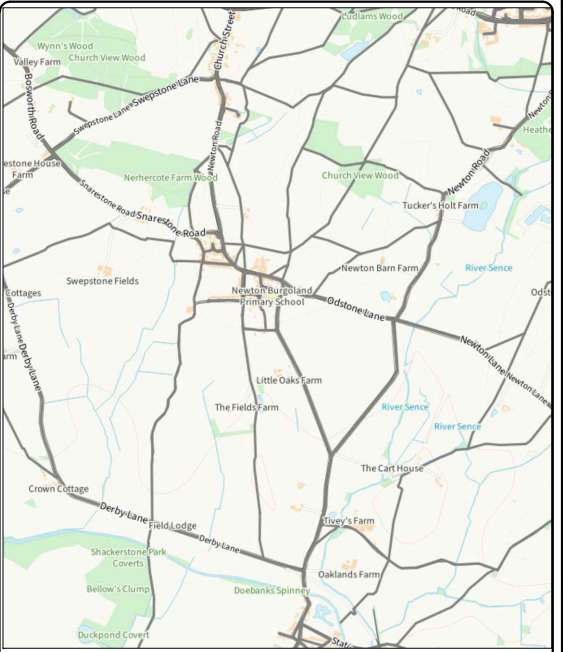 Ludlams Wood
Road
Church Street
Wynn's Wood
Church View Wood
Valley Farm
Bosworth Road
Swepstone Lane
Swepstone Lane
Newton Road
Heathe
estone House
Farm
Nerhercote Farm Wood
Church View Wood
Newton Road
Snarestone Road
Snarestone Road
Tucker's Holt Farm
Newton Barn Farm
River Sence
Swepstone Fields
Cottages
Newton Burgoland
Primary School
Odstone Lane
Odst
Derby Lane
Derby Lane
arm
Newton Lane
Newton Lane
Little Oaks Farm
The Fields Farm
River Sence
River Sence
The Cart House
Crown Cottage
Derby Lane
Field Lodge
Derby Lane
Tivey's Farm
Shackerstone Park
Coverts
Oaklands Farm
Bellow's Clump
Doebanks Spinney
Duckpond Covert
Stati